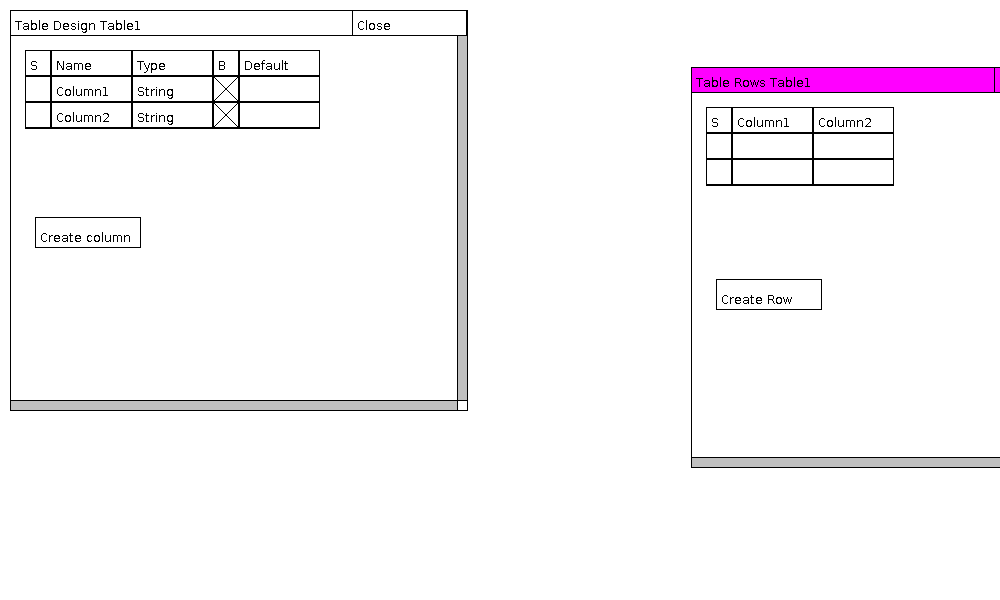 Table Design Table1 Close
S Name Type B Default
Column1 String
Column2 String
Create column
Table Rows Table1
S Column1 Column2
Create Row